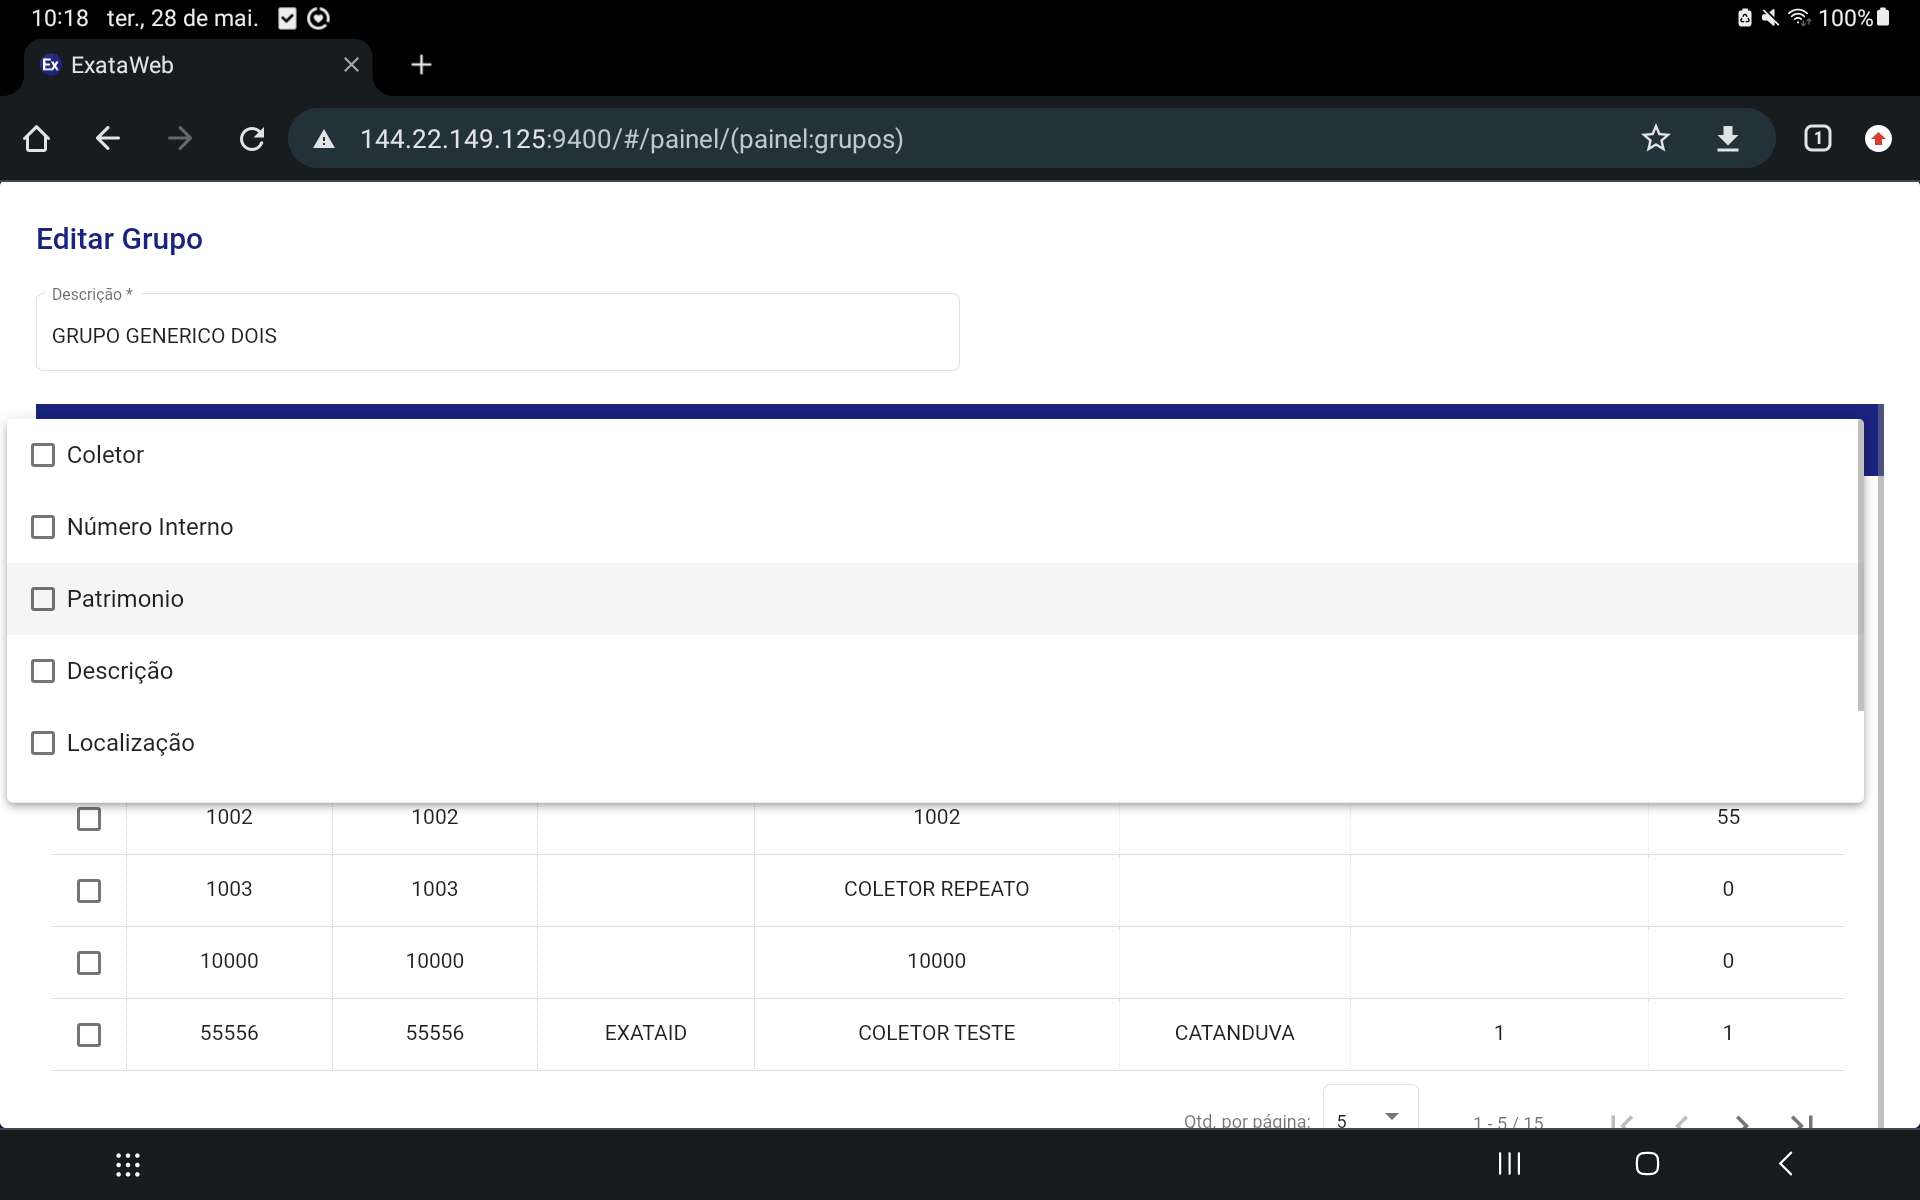 10:18 ter., 28 de mai. 100%
Ex ExataWeb
144.22.149.125:9400/#/painel/(painel:grupos) 1
Editar Grupo
Descrição *
GRUPO GENERICO DOIS
Coletor
Número Interno
Patrimonio
Descrição
Localização
1002 1002 1002 55
1003 1003 COLETOR REPEATO 0
10000 10000 10000 0
55556 55556 EXATAID COLETOR TESTE CATANDUVA 1 1
Qtd. por página: 5 1 - 5 / 15